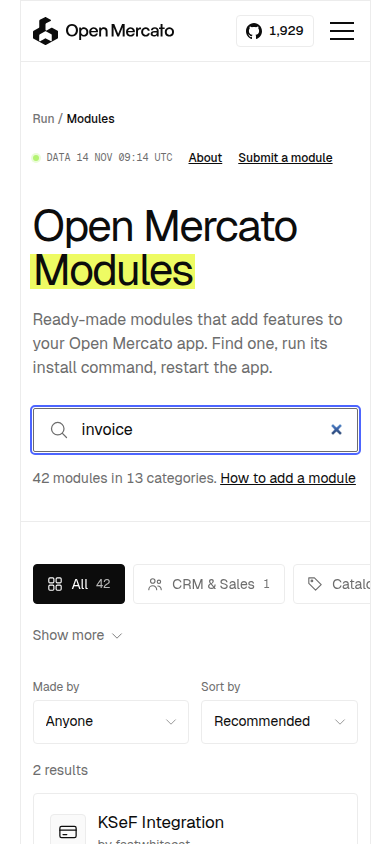 Open Mercato
1,929
Run / Modules
DATA 14 NOV 09:14 UTC About Submit a module
Open Mercato
Modules
Ready-made modules that add features to
your Open Mercato app. Find one, run its
install command, restart the app.
invoice
42 modules in 13 categories. How to add a module
All 42 CRM & Sales 1
Show more
Made by Sort by
Anyone Recommended
2 results
KSeF Integration